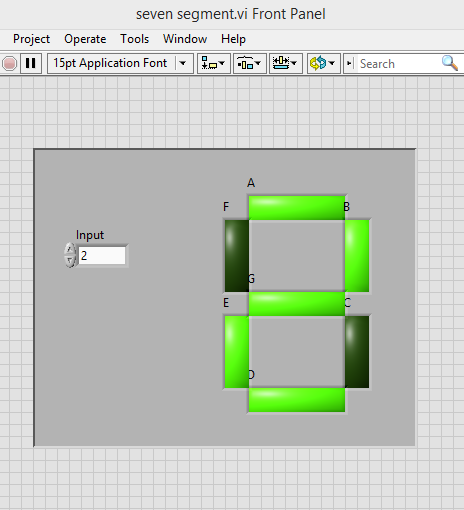 seven segment.vi Front Panel
Project Operate Tools Window Help
15pt Application Font Search
A
F B
Input
2
G
E C
D